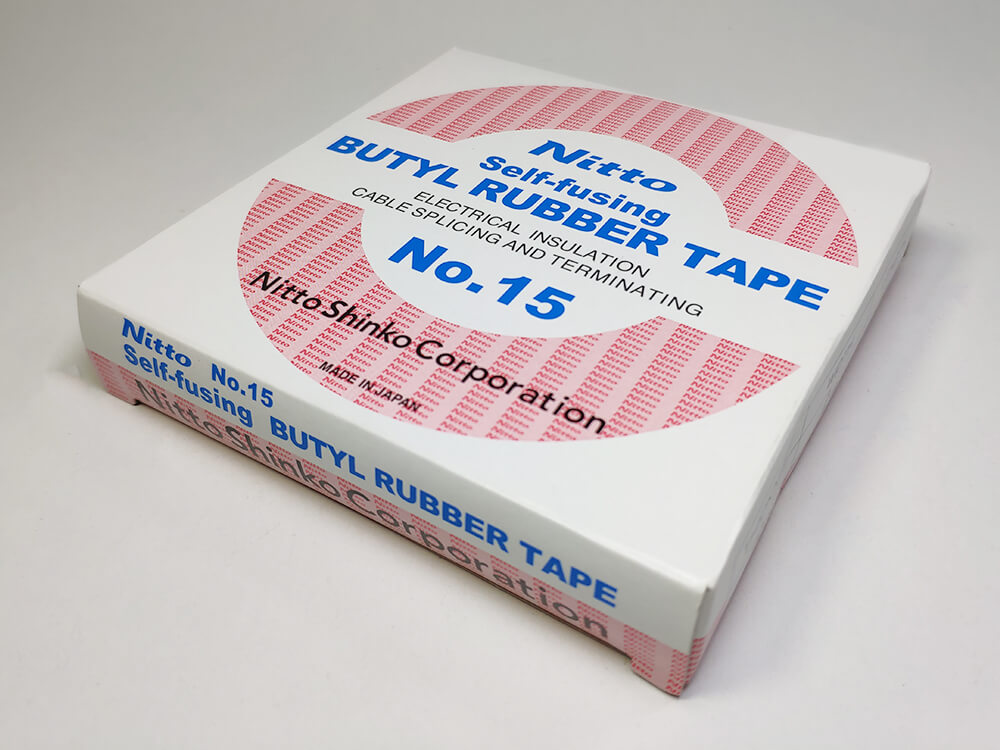 Nitto
Self-fusing
BUTYL RUBBER TAPE
ELECTRICAL INSULATION
CABLE SPLICING AND TERMINATING
No.15
Nitto Shinko Corporation
MADE IN JAPAN
Nitto No.15
Self-fusing BUTYL RUBBER TAPE
Nitto Shinko Corporation